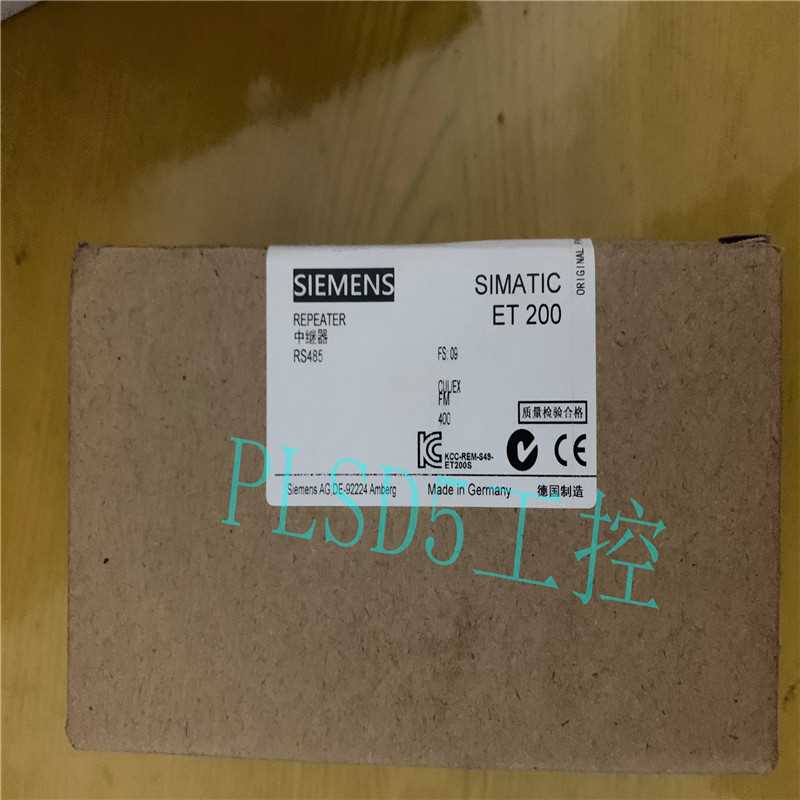 SIEMENS
SIMATIC
ET 200
ORIGINAL
REPEATER
中继器
RS485
FS: 09
CUL/EX
FM
400
质量检验合格
KCC-REM-S49-
ET200S
CE
Siemens AG DE-92224 Amberg
Made in Germany
德国制造
PLSD5工控